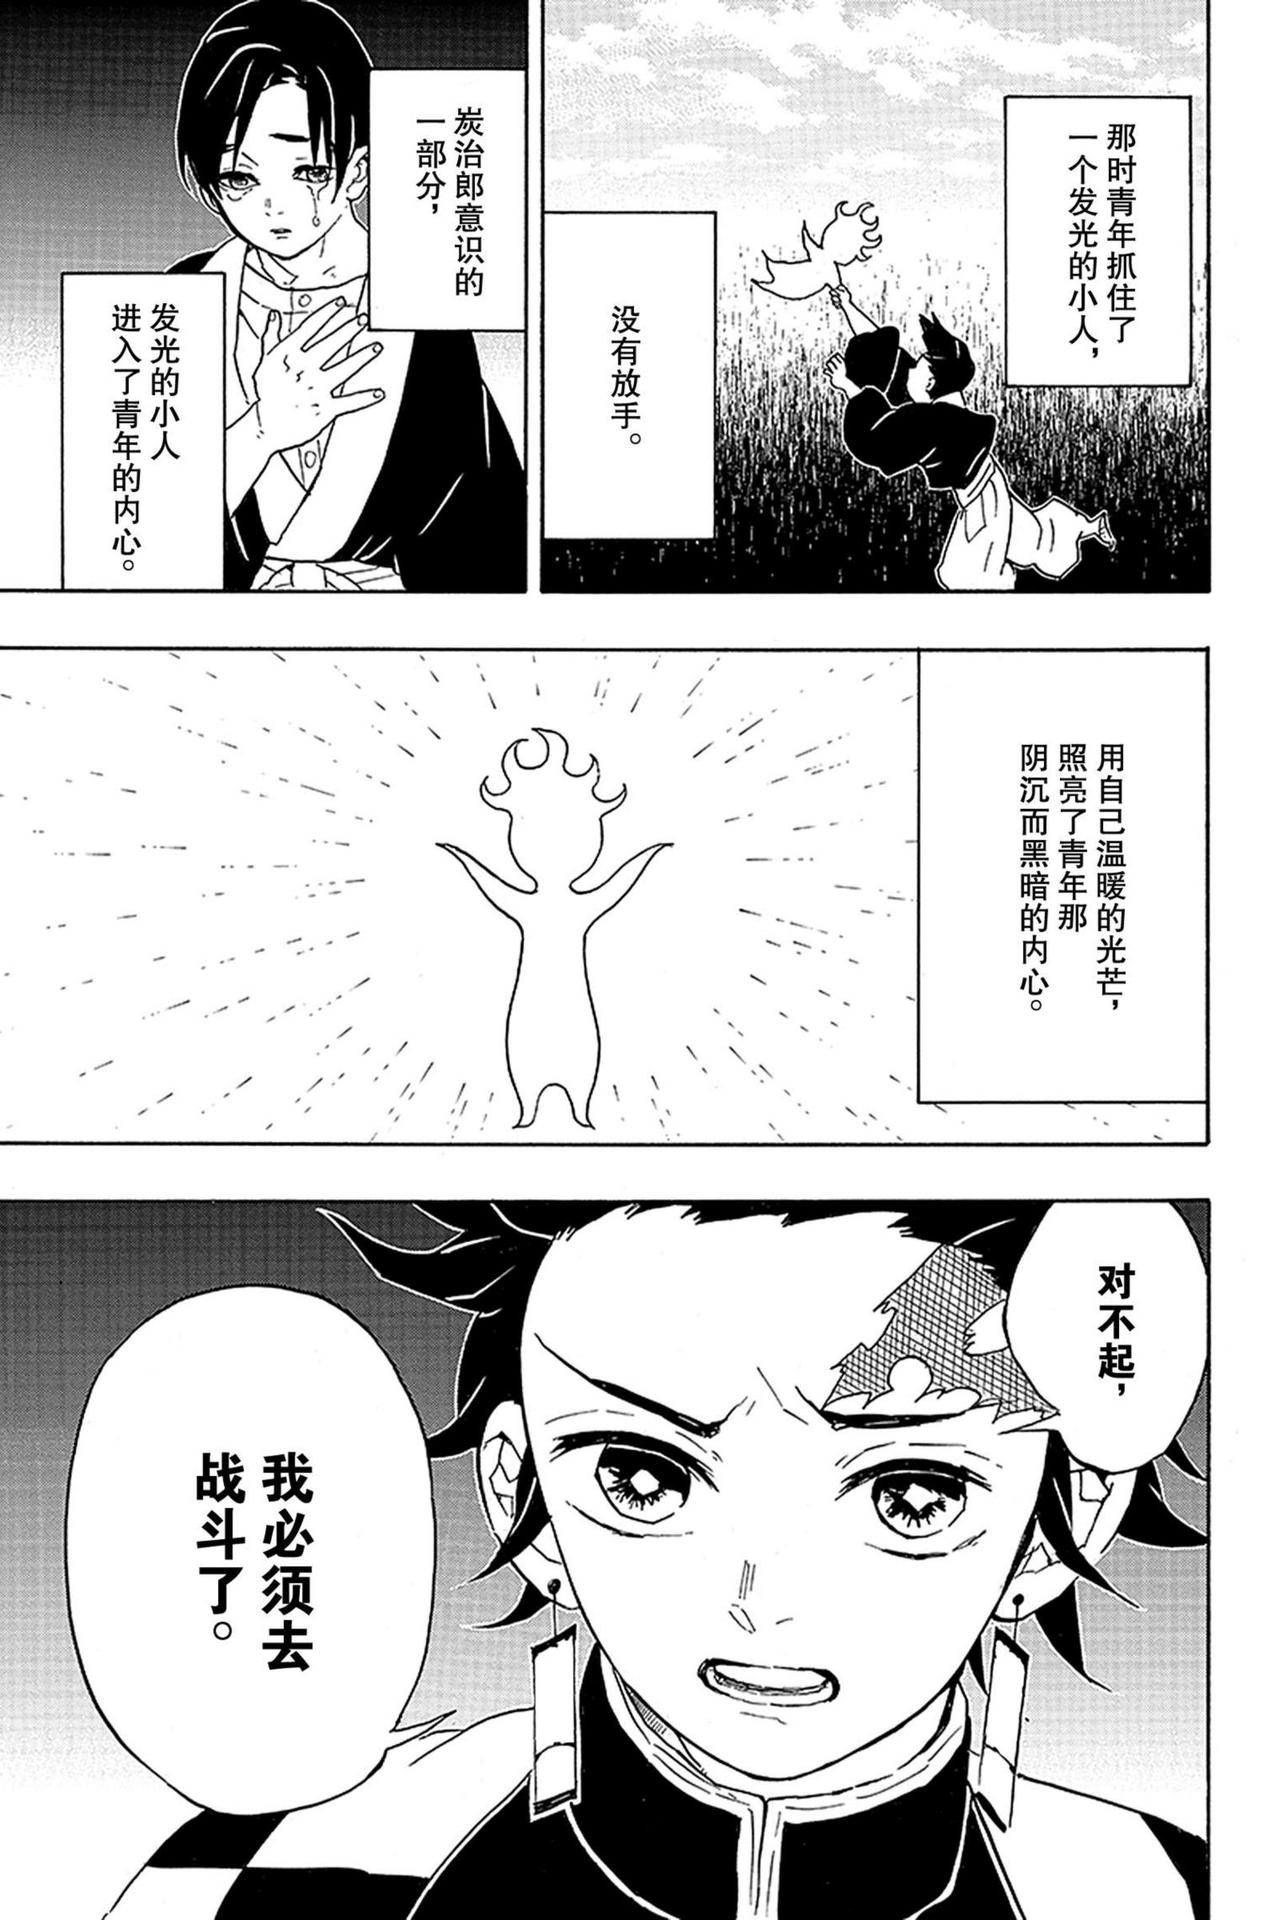 那时青年抓住了
一个发光的小人，
没有放手。
炭治郎意识的
一部分，
发光的小人
进入了青年的内心。
用自己温暖的光芒，
照亮了青年那
阴沉而黑暗的内心。
对不起，
我必须去
战斗了。